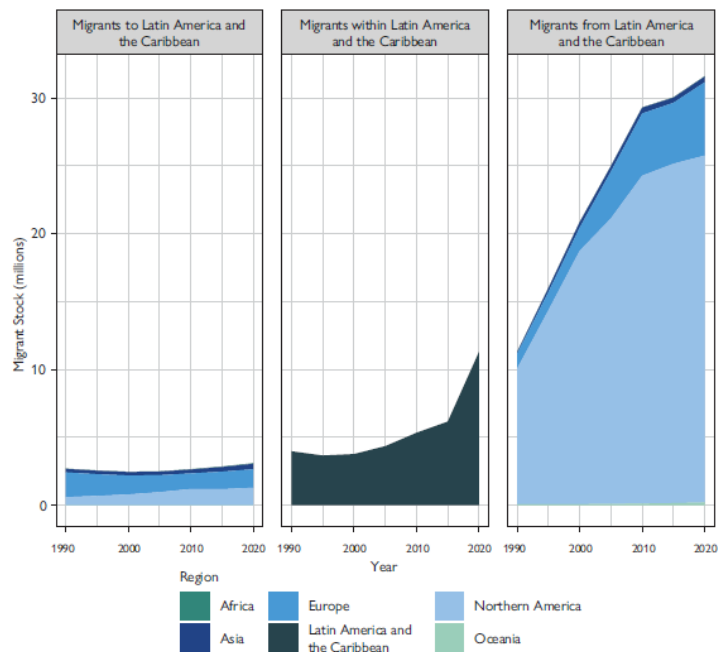 Migrants to Latin America and
the Caribbean
Migrants within Latin America
and the Caribbean
Migrants from Latin America
and the Caribbean
Migrant Stock (millions)
30
20
10
0
1990 2000 2010 2020
1990 2000 2010 2020
1990 2000 2010 2020
Year
Region
Africa
Europe
Northern America
Asia
Latin America and
the Caribbean
Oceania